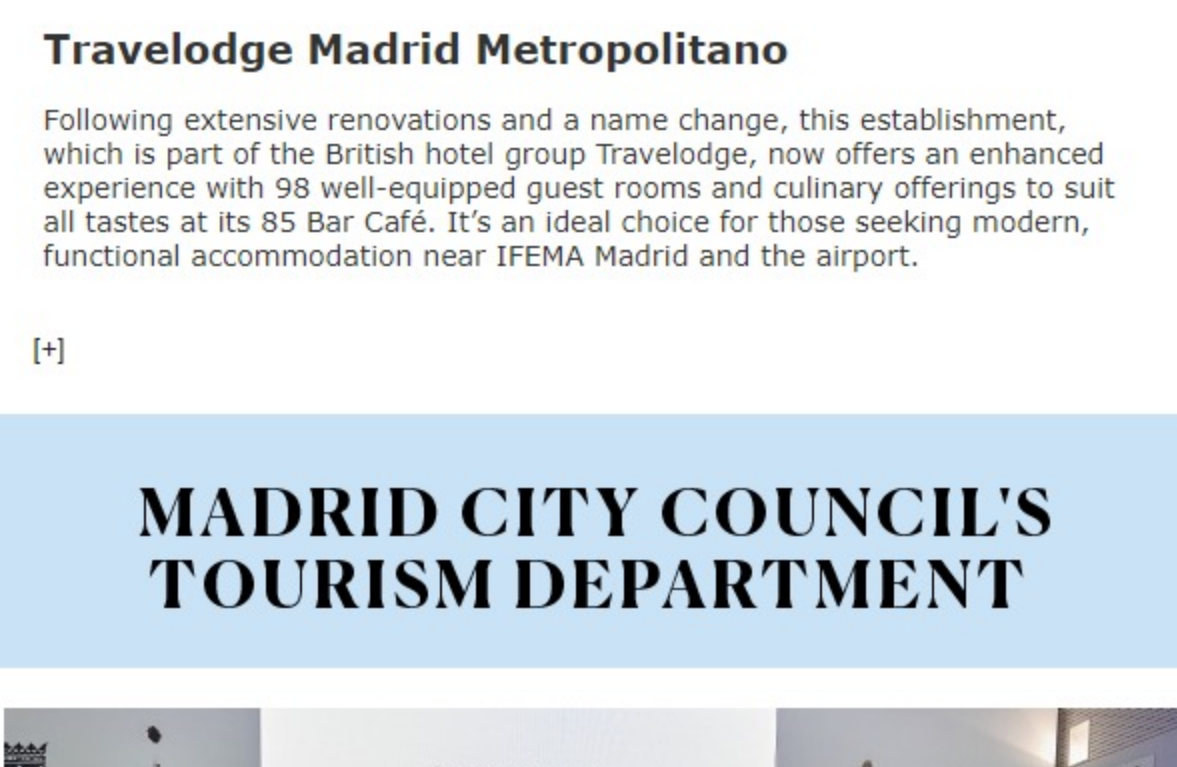 Travelodge Madrid Metropolitano
Following extensive renovations and a name change, this establishment,
which is part of the British hotel group Travelodge, now offers an enhanced
experience with 98 well-equipped guest rooms and culinary offerings to suit
all tastes at its 85 Bar Café. It’s an ideal choice for those seeking modern,
functional accommodation near IFEMA Madrid and the airport.
[+]
MADRID CITY COUNCIL'S
TOURISM DEPARTMENT